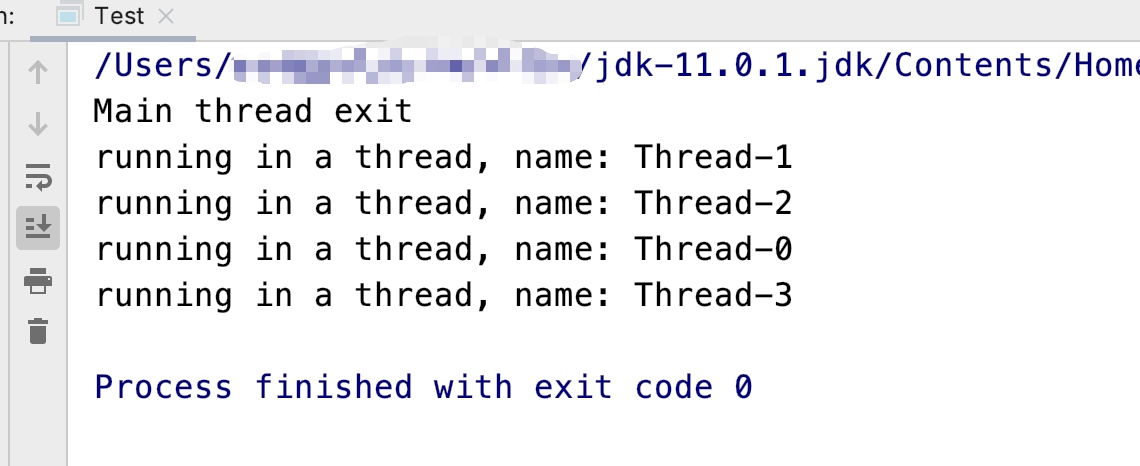 n: Test
/Users/ /jdk-11.0.1.jdk/Contents/Home
Main thread exit
running in a thread, name: Thread-1
running in a thread, name: Thread-2
running in a thread, name: Thread-0
running in a thread, name: Thread-3
Process finished with exit code 0